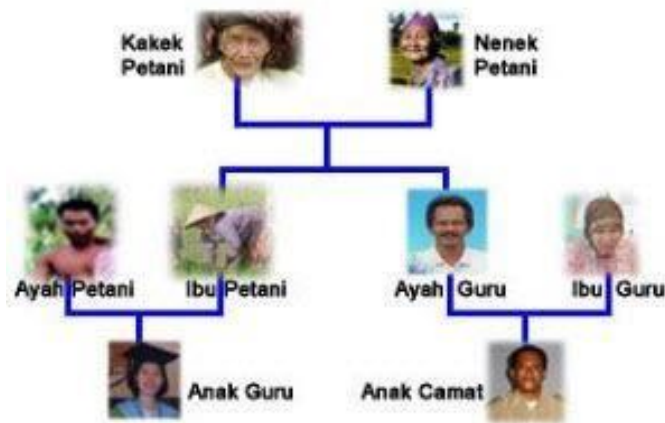 Kakek
Petani
Nenek
Petani
Ayah Petani
Ibu Petani
Ayah Guru
Ibu Guru
Anak Guru
Anak Camat